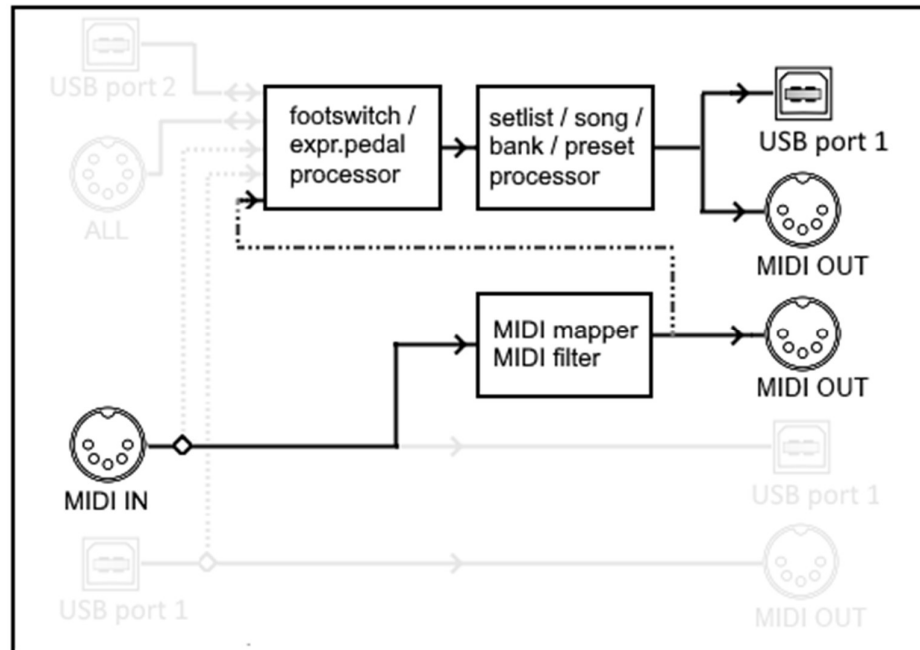 USB port 2
ALL
footswitch /
expr.pedal
processor
setlist / song /
bank / preset
processor
USB port 1
MIDI OUT
MIDI mapper
MIDI filter
MIDI OUT
MIDI IN
USB port 1
USB port 1
MIDI OUT